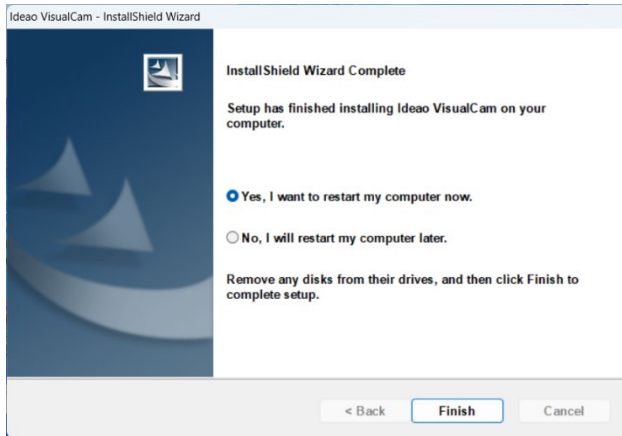 Ideao VisualCam - InstallShield Wizard
InstallShield Wizard Complete
Setup has finished installing Ideao VisualCam on your
computer.
Yes, I want to restart my computer now.
No, I will restart my computer later.
Remove any disks from their drives, and then click Finish to
complete setup.
< Back Finish Cancel